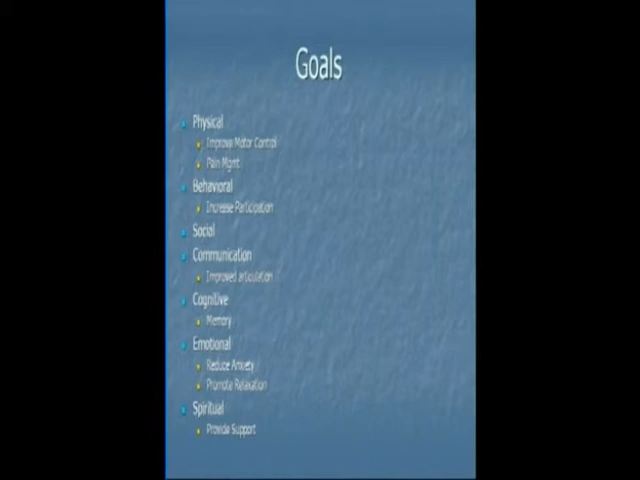 Goals
Physical
Improve Motor Control
Pain Mgmt
Behavioral
Increase Participation
Social
Communication
Improved articulation
Cognitive
Memory
Emotional
Reduce Anxiety
Promote Relaxation
Spiritual
Provide Support